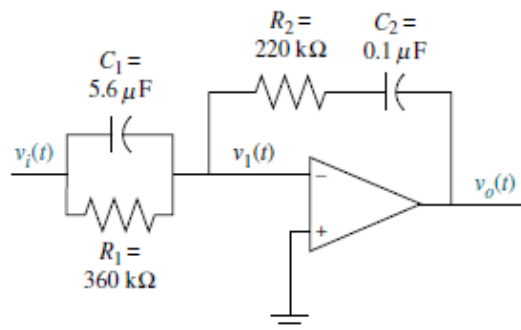 C₁ =
5.6 μF
R₂ =
220 kΩ
C₂ =
0.1 μF
vᵢ(t)
v₁(t)
−
+
vₒ(t)
R₁ =
360 kΩ